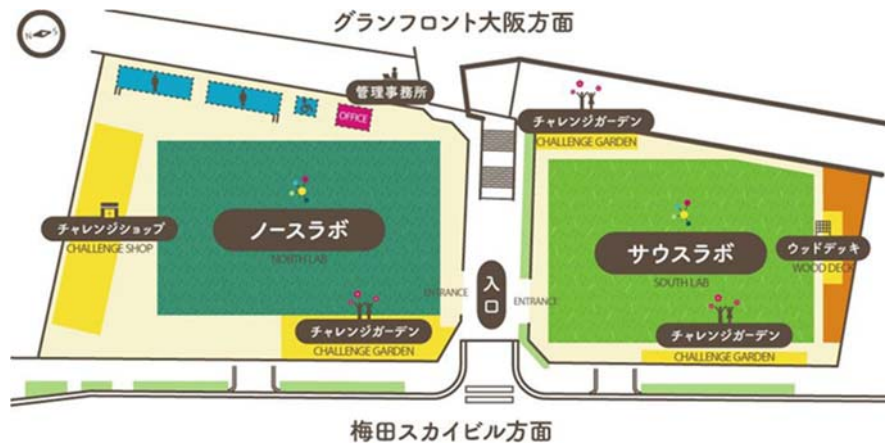 グランフロント大阪方面
N S
管理事務所
OFFICE
チャレンジガーデン
CHALLENGE GARDEN
チャレンジショップ
CHALLENGE SHOP
ノースラボ
NORTH LAB
サウスラボ
SOUTH LAB
ウッドデッキ
WOOD DECK
ENTRANCE
入口
ENTRANCE
チャレンジガーデン
CHALLENGE GARDEN
チャレンジガーデン
CHALLENGE GARDEN
梅田スカイビル方面